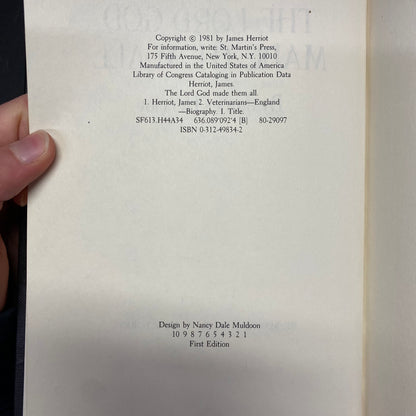 Copyright © 1981 by James Herriot
For information, write: St. Martin's Press,
175 Fifth Avenue, New York, N.Y. 10010
Manufactured in the United States of America
Library of Congress Cataloging in Publication Data
Herriot, James.
The Lord God made them all.
1. Herriot, James 2. Veterinarians—England
—Biography. I. Title.
SF613.H44A34 636.089'092'4 [B] 80-29097
ISBN 0-312-49834-2
Design by Nancy Dale Muldoon
10 9 8 7 6 5 4 3 2 1
First Edition